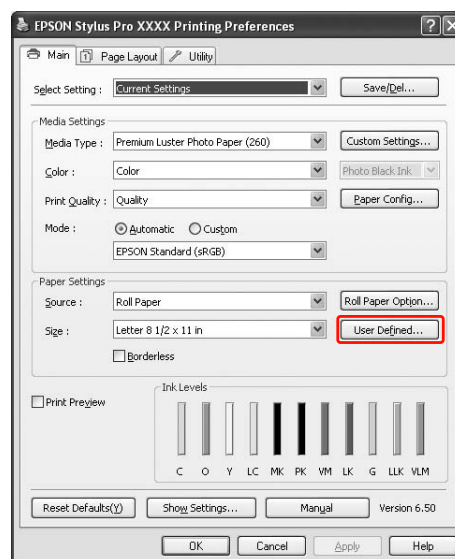 EPSON Stylus Pro XXXX Printing Preferences
Main Page Layout Utility
Select Setting : Current Settings Save/Del...
Media Settings
Media Type : Premium Luster Photo Paper (260) Custom Settings...
Color : Color Photo Black Ink
Print Quality : Quality Paper Config...
Mode : Automatic Custom
EPSON Standard (sRGB)
Paper Settings
Source : Roll Paper Roll Paper Option...
Size : Letter 8 1/2 x 11 in User Defined...
Borderless
Print Preview
Ink Levels
C O Y LC MK PK VM LK G LLK VLM
Reset Defaults(Y) Show Settings... Manual Version 6.50
OK Cancel Apply Help